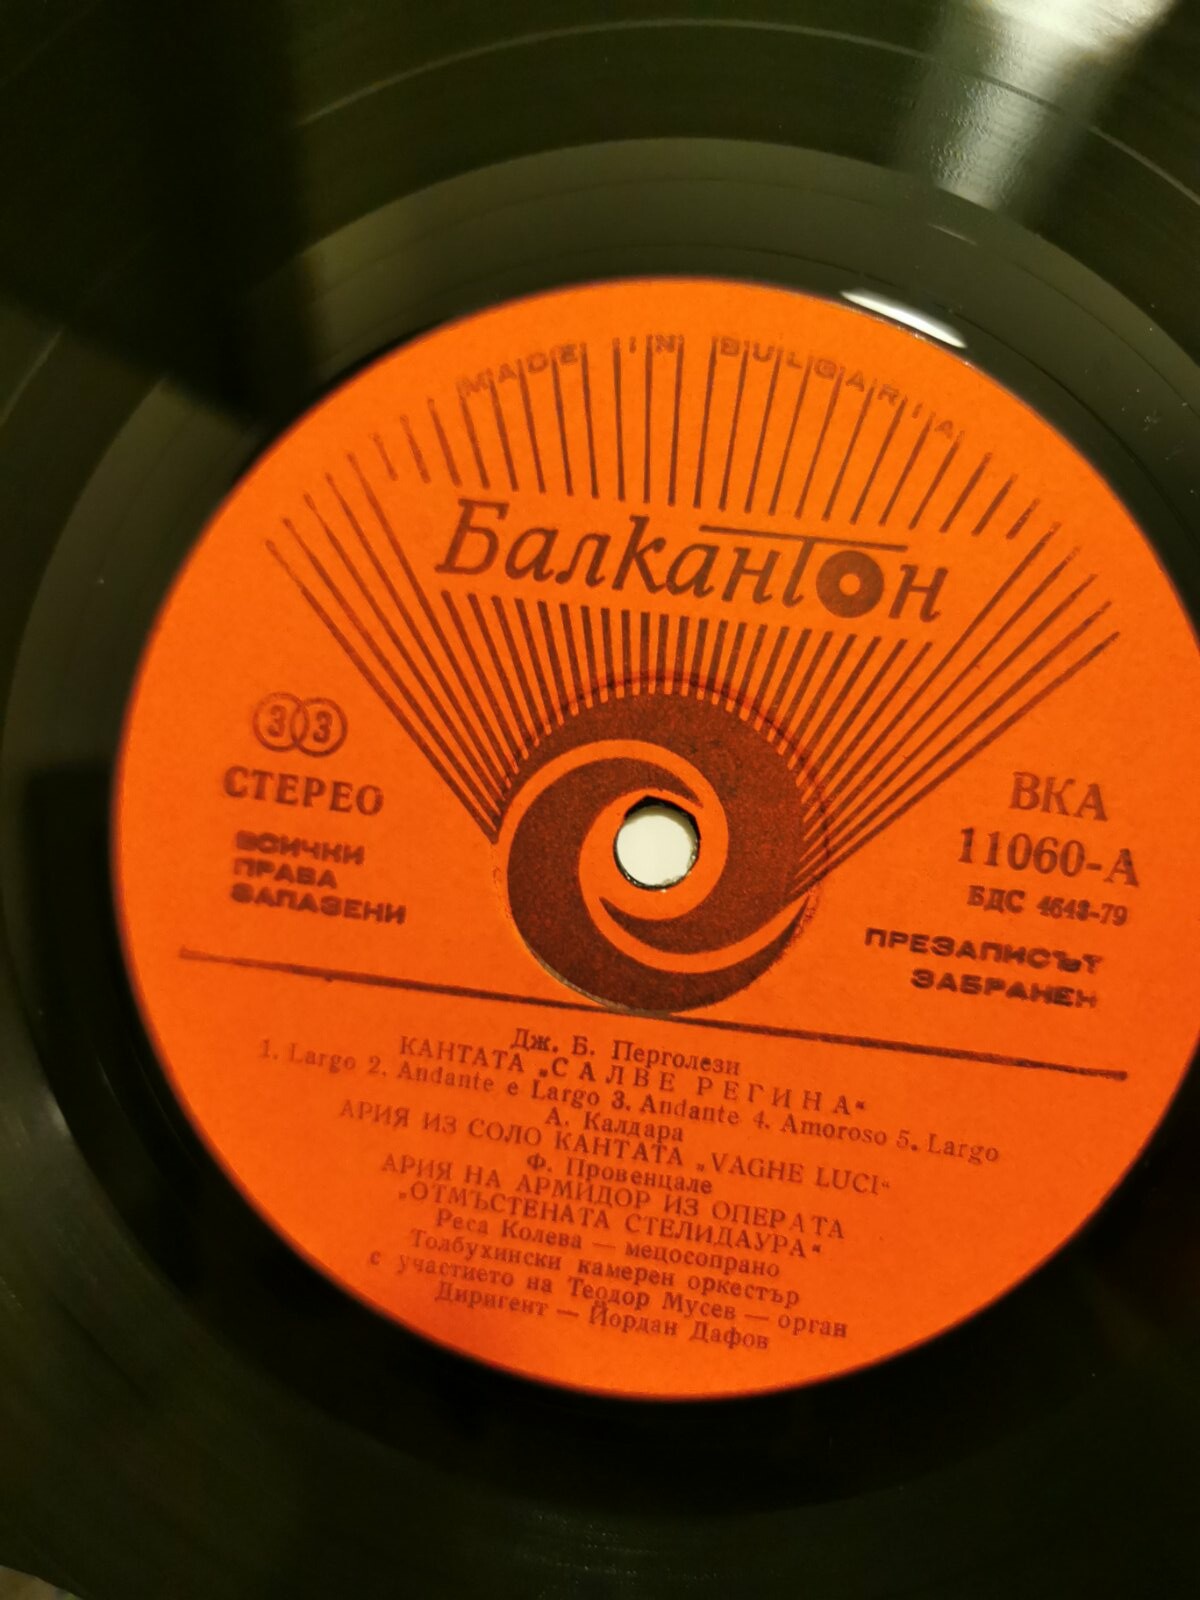 MADE IN BULGARIA
Балкантон
33
СТЕРЕО
ВСИЧКИ
ПРАВА
ЗАПАЗЕНИ
ВКА
11060-А
БДС 4643-79
ПРЕЗАПИСЪТ
ЗАБРАНЕН
Дж. Б. Перголези
КАНТАТА „САЛВЕ РЕГИНА“
1. Largo 2. Andante e Largo 3. Andante 4. Amoroso 5. Largo
А. Калдара
АРИЯ ИЗ СОЛО КАНТАТА „VAGHE LUCI“
Ф. Провенцале
АРИЯ НА АРМИДОР ИЗ ОПЕРАТА
„ОТМЪСТЕНАТА СТЕЛИДАУРА“
Реса Колева — мецосопрано
Толбухински камерен оркестър
с участието на Теодор Мусев — орган
Диригент — Йордан Дафов